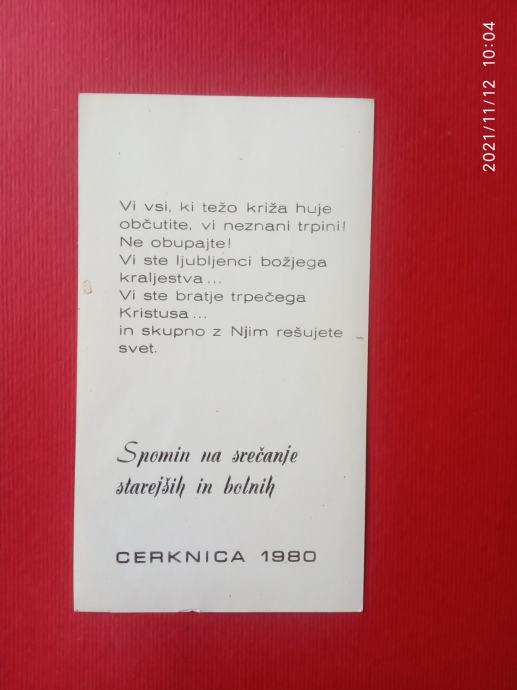 Vi vsi, ki težo križa huje
občutite, vi neznani trpini!
Ne obupajte!
Vi ste ljubljenci božjega
kraljestva...
Vi ste bratje trpečega
Kristusa...
in skupno z Njim rešujete
svet.
Spomin na srečanje
starejših in bolnih
CERKNICA 1980
2021/11/12 10:04